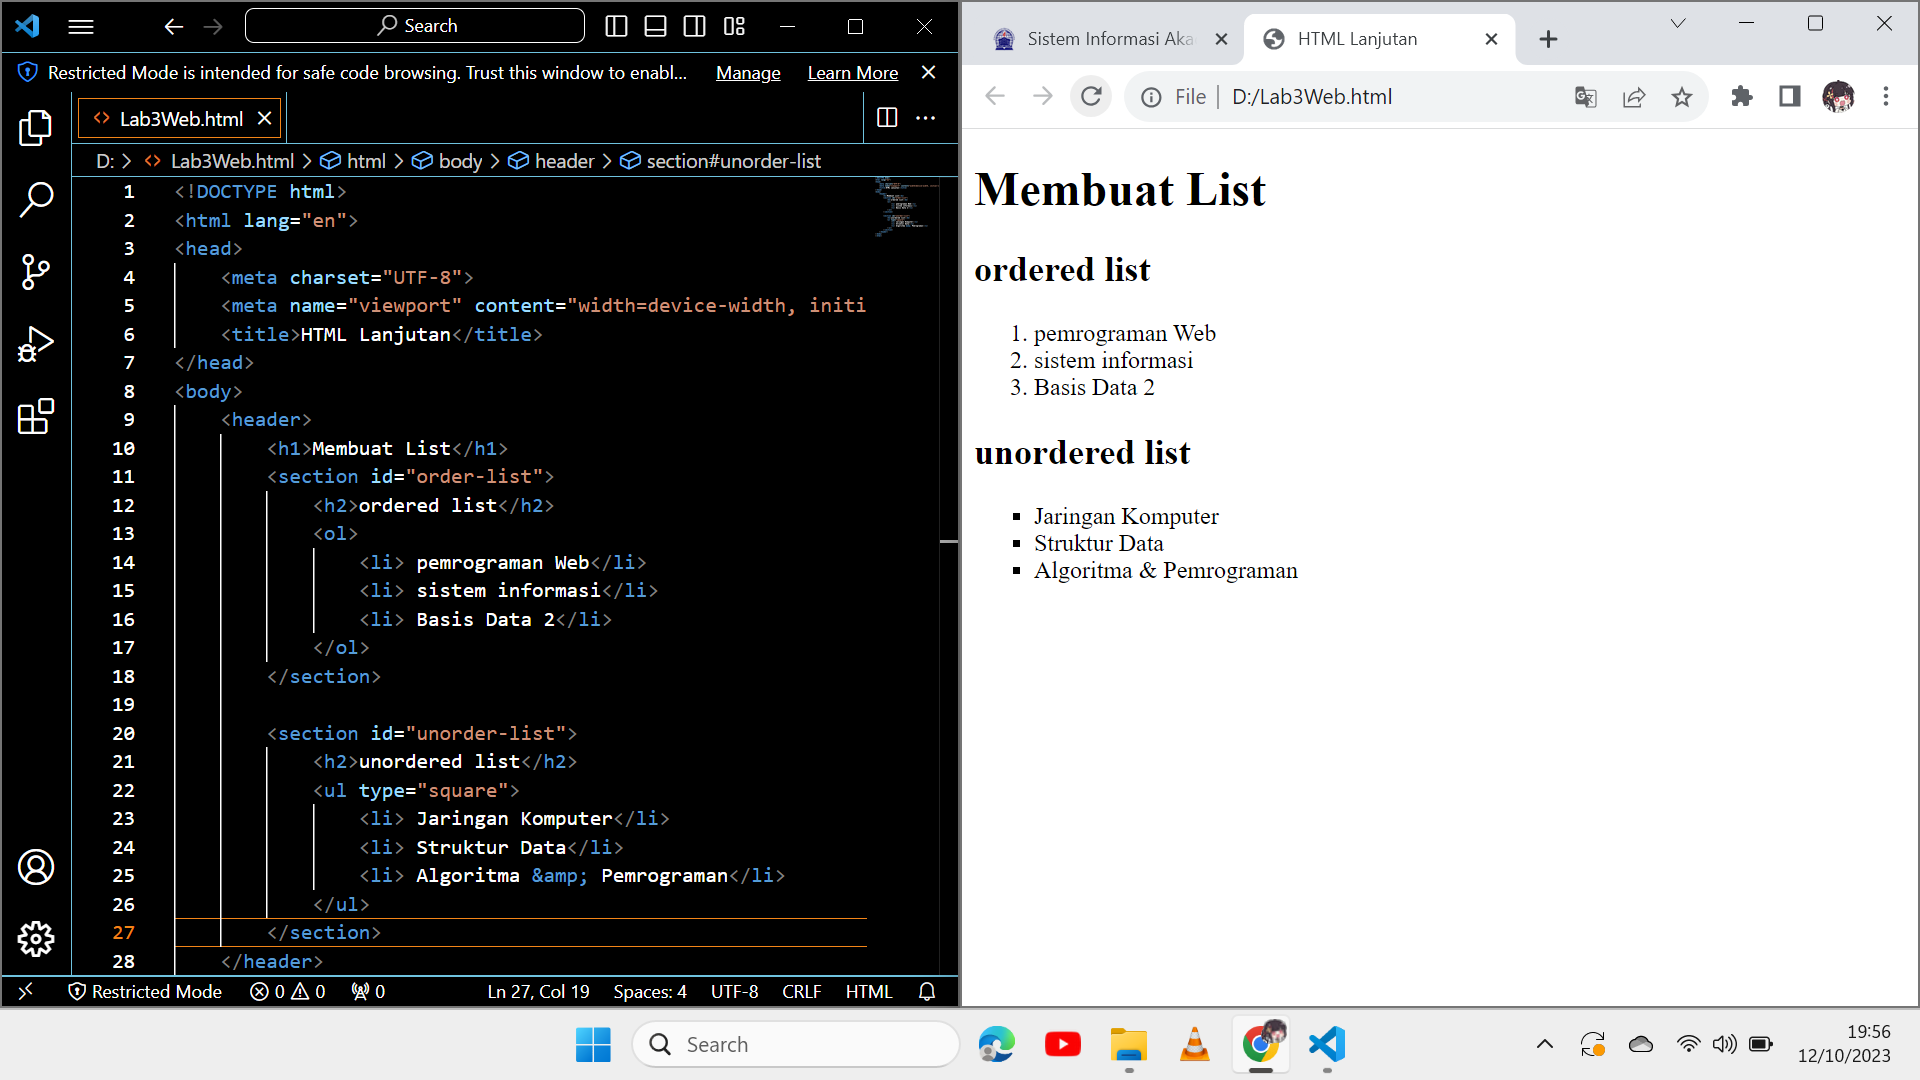 Search
Restricted Mode is intended for safe code browsing. Trust this window to enabl... Manage Learn More
Lab3Web.html
D: > Lab3Web.html > html > body > header > section#unorder-list
1 <!DOCTYPE html>
2 <html lang="en">
3 <head>
4 <meta charset="UTF-8">
5 <meta name="viewport" content="width=device-width, initi
6 <title>HTML Lanjutan</title>
7 </head>
8 <body>
9 <header>
10 <h1>Membuat List</h1>
11 <section id="order-list">
12 <h2>ordered list</h2>
13 <ol>
14 <li> pemrograman Web</li>
15 <li> sistem informasi</li>
16 <li> Basis Data 2</li>
17 </ol>
18 </section>
19
20 <section id="unorder-list">
21 <h2>unordered list</h2>
22 <ul type="square">
23 <li> Jaringan Komputer</li>
24 <li> Struktur Data</li>
25 <li> Algoritma &amp; Pemrograman</li>
26 </ul>
27 </section>
28 </header>
Restricted Mode 0 0 0 Ln 27, Col 19 Spaces: 4 UTF-8 CRLF HTML
Sistem Informasi Aka HTML Lanjutan
File | D:/Lab3Web.html
Membuat List
ordered list
1. pemrograman Web
2. sistem informasi
3. Basis Data 2
unordered list
Jaringan Komputer
Struktur Data
Algoritma & Pemrograman
Search
19:56
12/10/2023